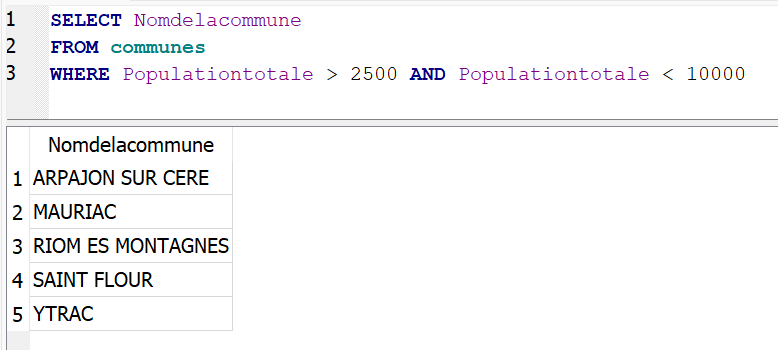 1 SELECT Nomdelacommune
2 FROM communes
3 WHERE Populationtotale > 2500 AND Populationtotale < 10000
Nomdelacommune
1 ARPAJON SUR CERE
2 MAURIAC
3 RIOM ES MONTAGNES
4 SAINT FLOUR
5 YTRAC